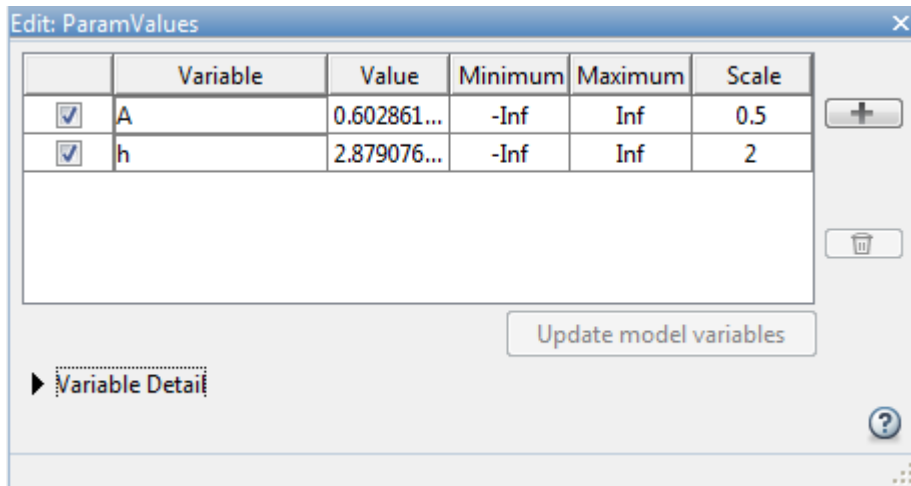 Edit: ParamValues
Variable Value Minimum Maximum Scale
A 0.602861... -Inf Inf 0.5
h 2.879076... -Inf Inf 2
Update model variables
Variable Detail